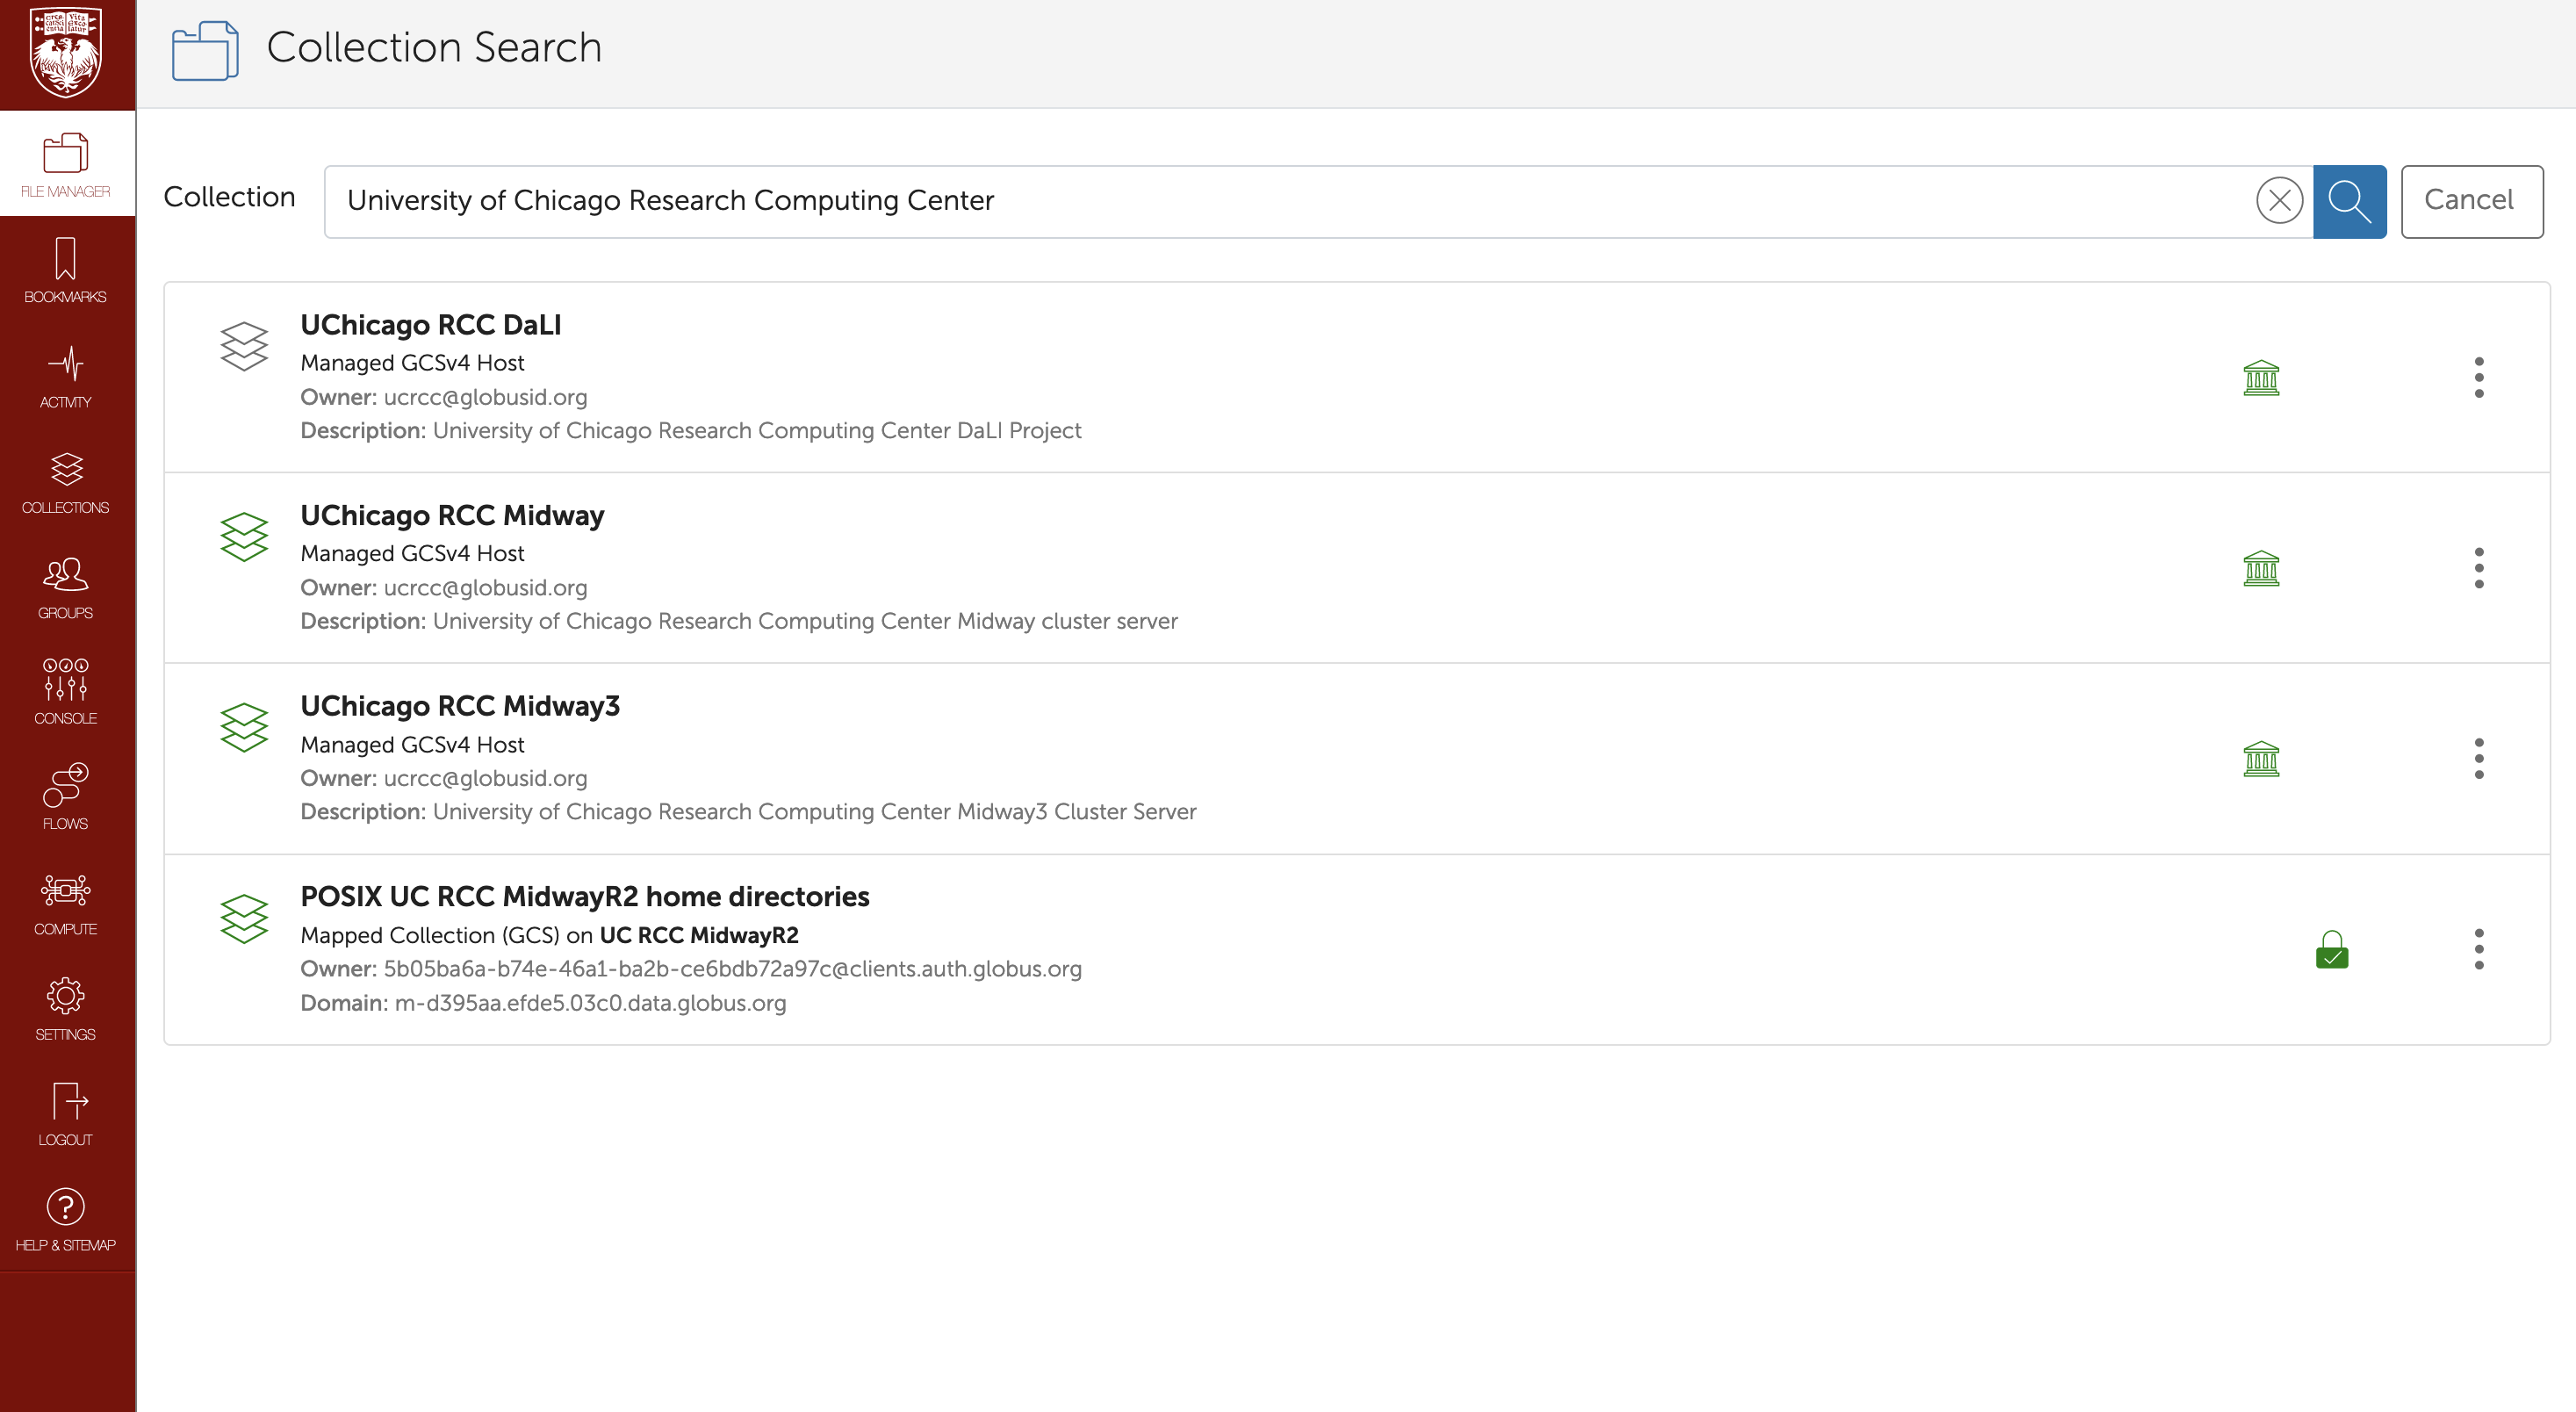 Collection Search
FILE MANAGER
BOOKMARKS
ACTIVITY
COLLECTIONS
GROUPS
CONSOLE
FLOWS
COMPUTE
SETTINGS
LOGOUT
HELP & SITEMAP
Collection
University of Chicago Research Computing Center
Cancel
UChicago RCC DaLI
Managed GCSv4 Host
Owner: ucrcc@globusid.org
Description: University of Chicago Research Computing Center DaLI Project
UChicago RCC Midway
Managed GCSv4 Host
Owner: ucrcc@globusid.org
Description: University of Chicago Research Computing Center Midway cluster server
UChicago RCC Midway3
Managed GCSv4 Host
Owner: ucrcc@globusid.org
Description: University of Chicago Research Computing Center Midway3 Cluster Server
POSIX UC RCC MidwayR2 home directories
Mapped Collection (GCS) on UC RCC MidwayR2
Owner: 5b05ba6a-b74e-46a1-ba2b-ce6bdb72a97c@clients.auth.globus.org
Domain: m-d395aa.efde5.03c0.data.globus.org